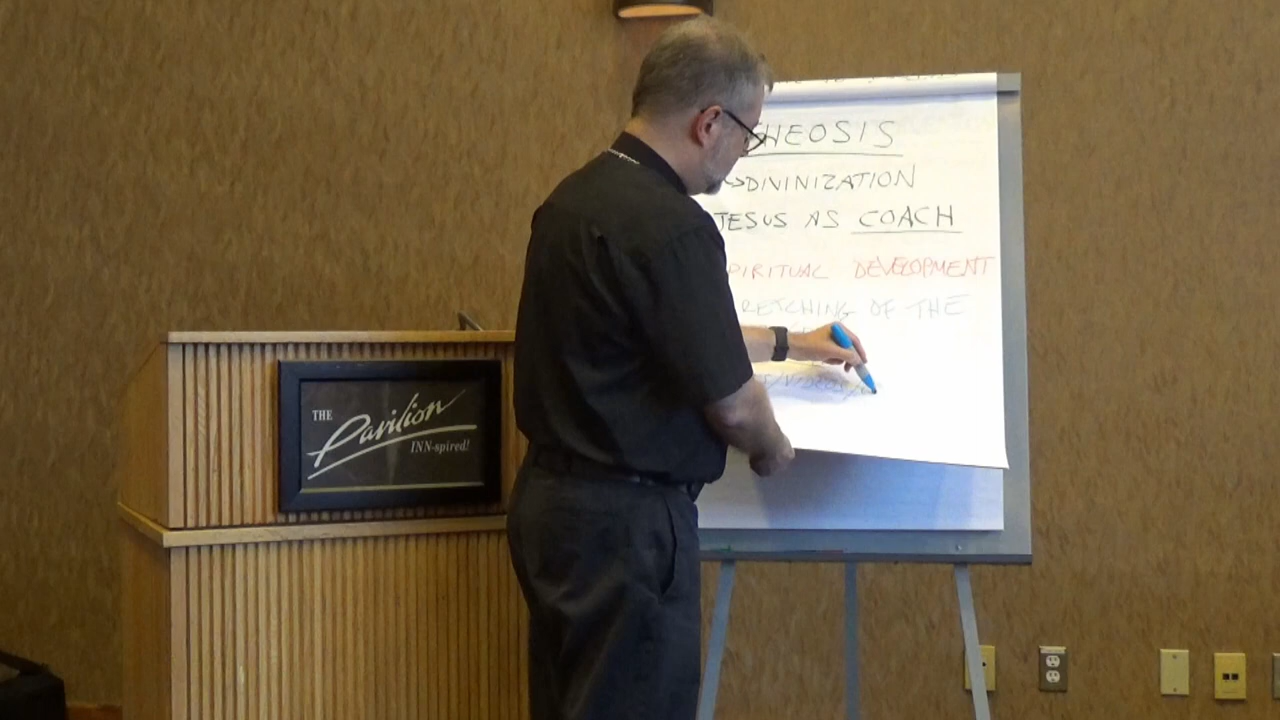 THE
Pavilion
INN-spired!
HEOSIS
DIVINIZATION
JESUS AS COACH
PIRITUAL DEVELOPMENT
RETCHING OF THE